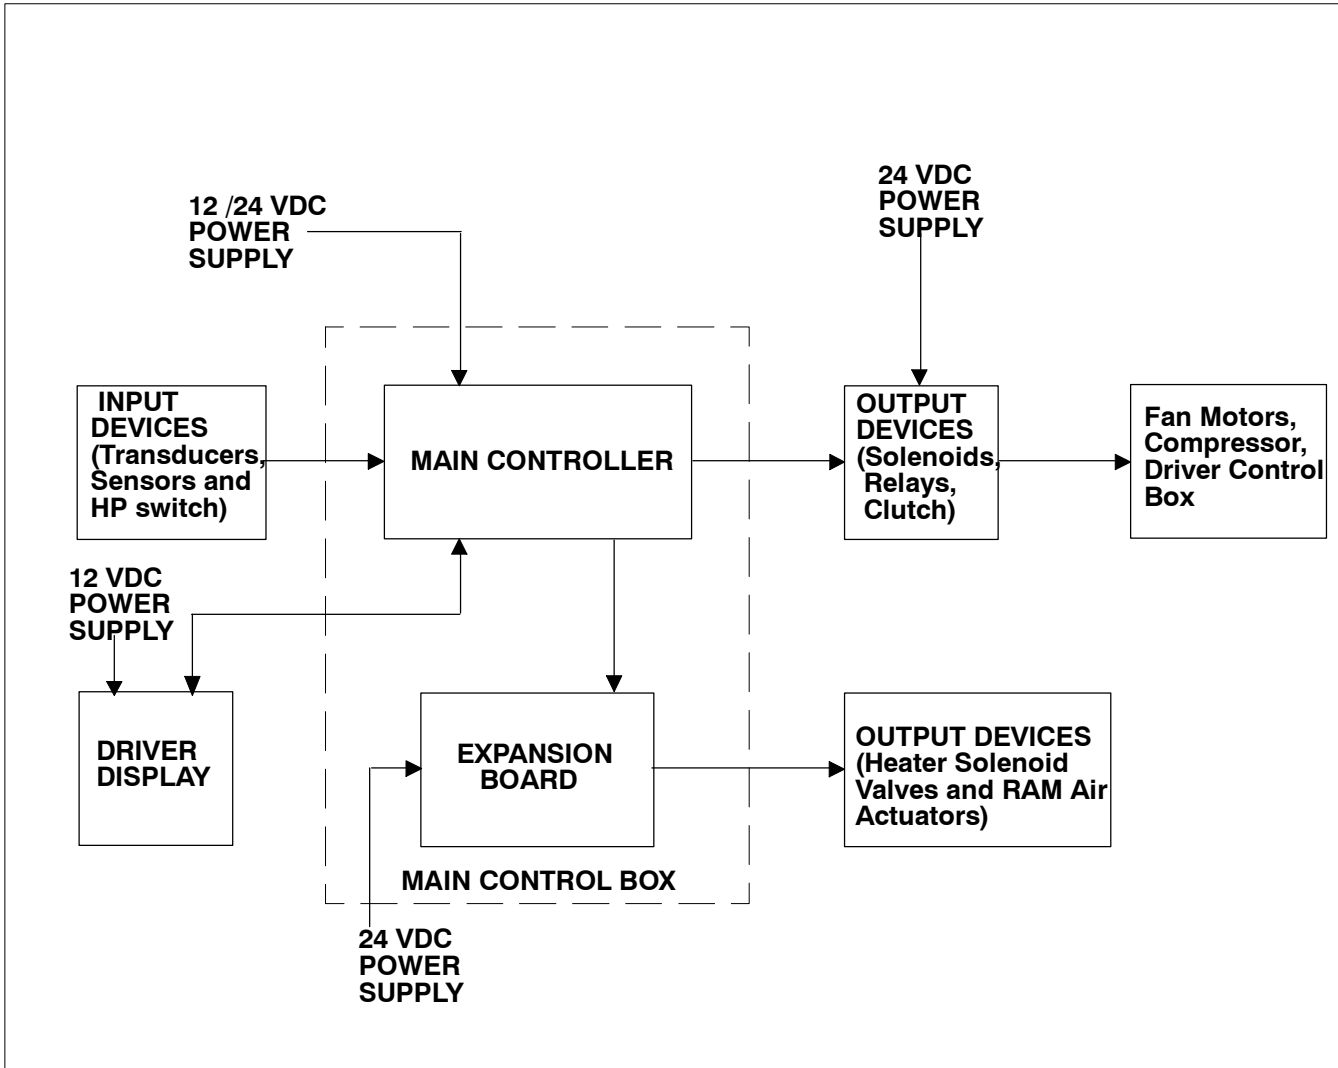 24 VDC
POWER
SUPPLY
12 /24 VDC
POWER
SUPPLY
INPUT
DEVICES
(Transducers,
Sensors and
HP switch)
MAIN CONTROLLER
OUTPUT
DEVICES
(Solenoids,
Relays,
Clutch)
Fan Motors,
Compressor,
Driver Control
Box
12 VDC
POWER
SUPPLY
DRIVER
DISPLAY
EXPANSION
BOARD
OUTPUT DEVICES
(Heater Solenoid
Valves and RAM Air
Actuators)
MAIN CONTROL BOX
24 VDC
POWER
SUPPLY